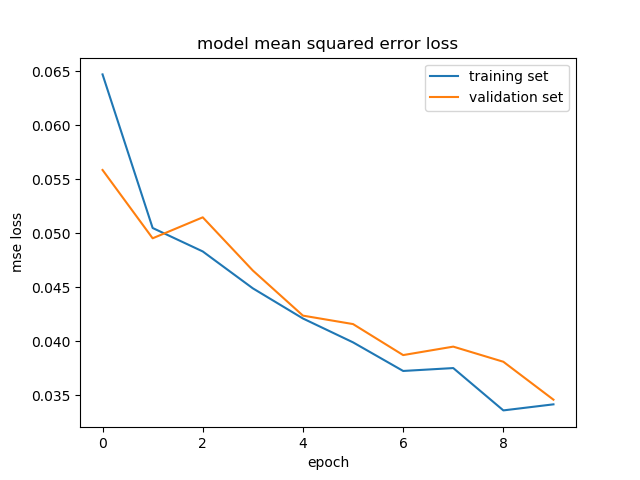 model mean squared error loss
training set
validation set
mse loss
0.065
0.060
0.055
0.050
0.045
0.040
0.035
0 2 4 6 8
epoch